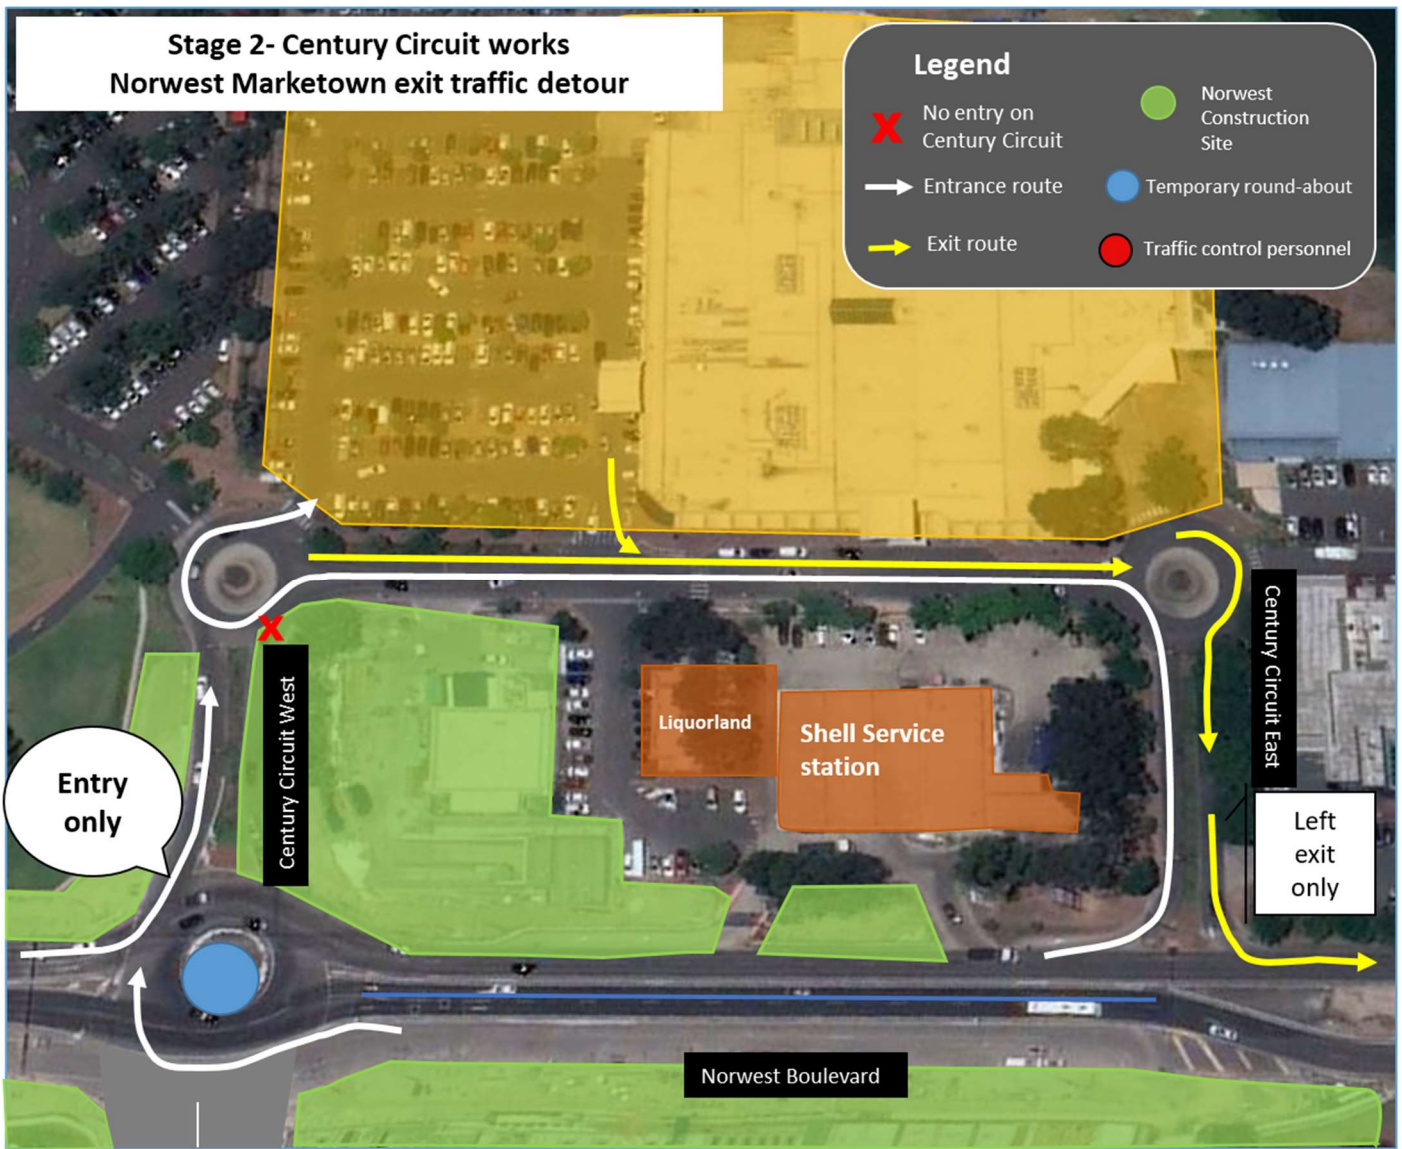 Stage 2- Century Circuit works
Norwest Marketown exit traffic detour
Legend
No entry on
Century Circuit
Entrance route
Exit route
Norwest
Construction
Site
Temporary round-about
Traffic control personnel
Century Circuit West
Liquorland
Shell Service
station
Century Circuit East
Entry
only
Left
exit
only
Norwest Boulevard